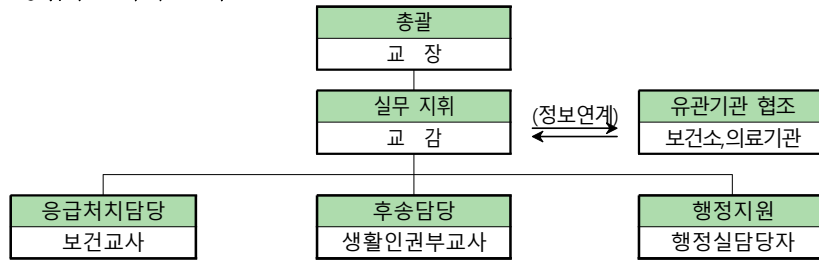 총괄
교 장
실무 지휘
교 감
(정보연계)
유관기관 협조
보건소,의료기관
응급처치담당
보건교사
후송담당
생활인권부교사
행정지원
행정실담당자